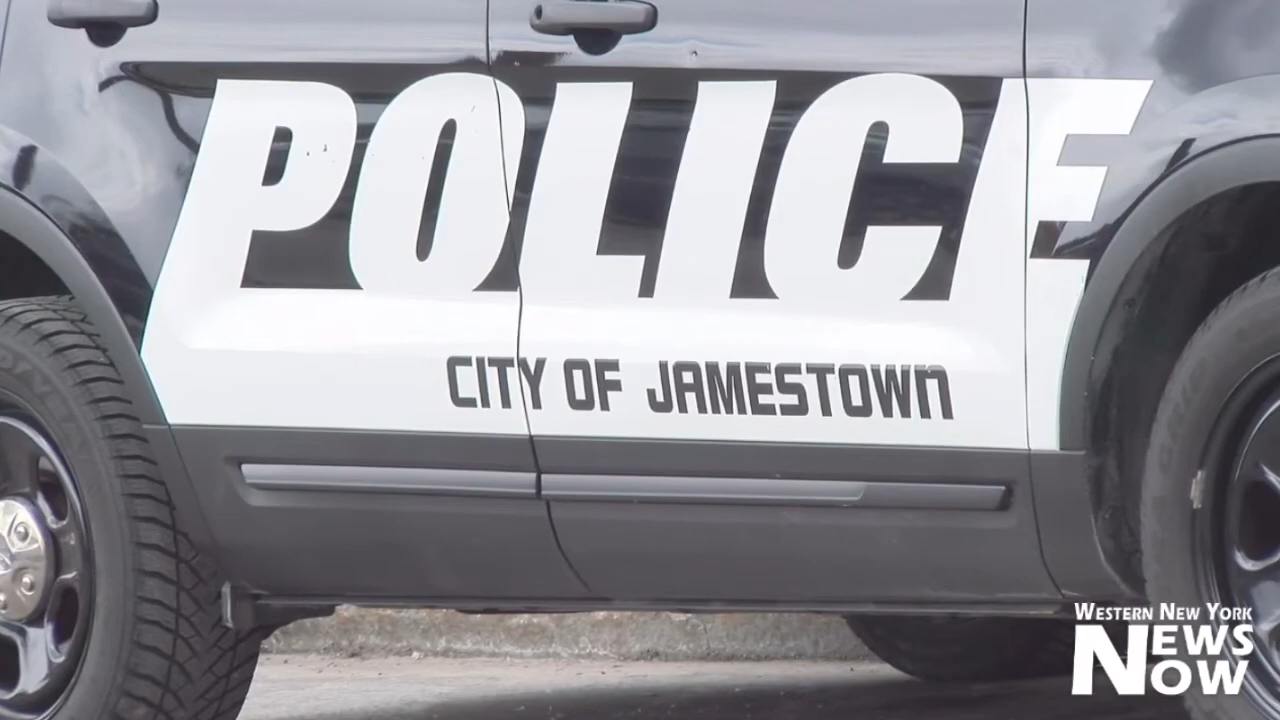 POLICE
CITY OF JAMESTOWN
WESTERN NEW YORK
NEWS
NOW